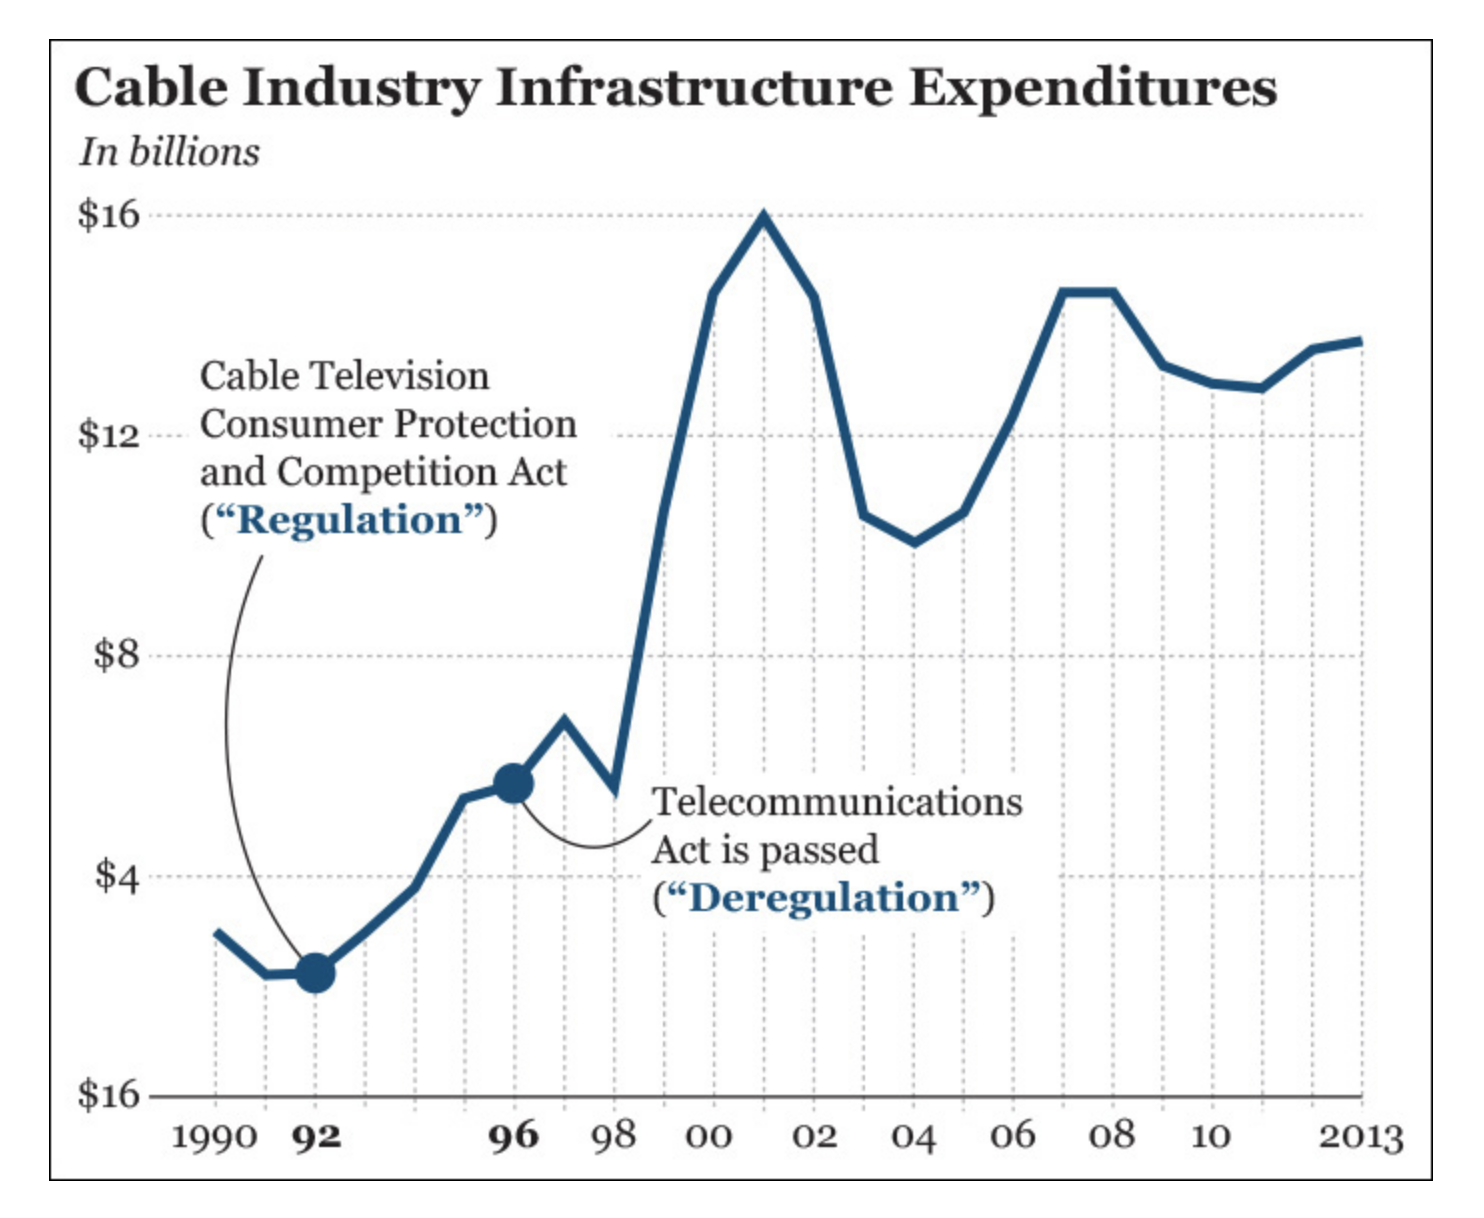 Cable Industry Infrastructure Expenditures
In billions
$16
$12
Cable Television
Consumer Protection
and Competition Act
(“Regulation”)
$8
$4
Telecommunications
Act is passed
(“Deregulation”)
$16
1990 92 96 98 00 02 04 06 08 10 2013